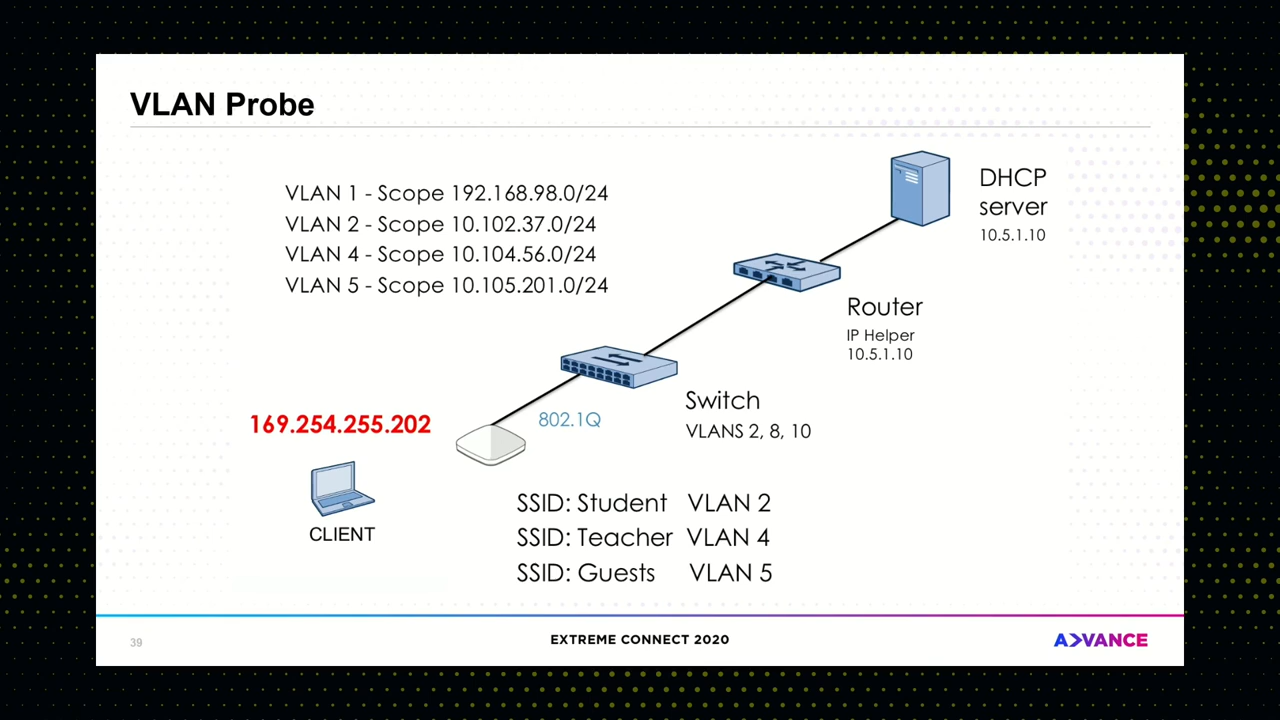 VLAN Probe
VLAN 1 - Scope 192.168.98.0/24
VLAN 2 - Scope 10.102.37.0/24
VLAN 4 - Scope 10.104.56.0/24
VLAN 5 - Scope 10.105.201.0/24
DHCP
server
10.5.1.10
Router
IP Helper
10.5.1.10
Switch
VLANS 2, 8, 10
802.1Q
169.254.255.202
CLIENT
SSID: Student VLAN 2
SSID: Teacher VLAN 4
SSID: Guests VLAN 5
39
EXTREME CONNECT 2020
ADVANCE